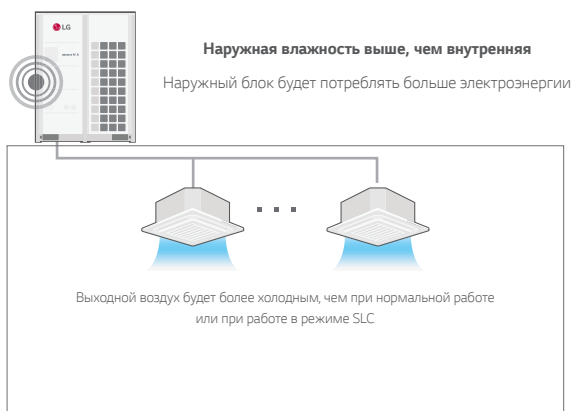 LG
Наружная влажность выше, чем внутренняя
Наружный блок будет потреблять больше электроэнергии
Выходной воздух будет более холодным, чем при нормальной работе
или при работе в режиме SLC